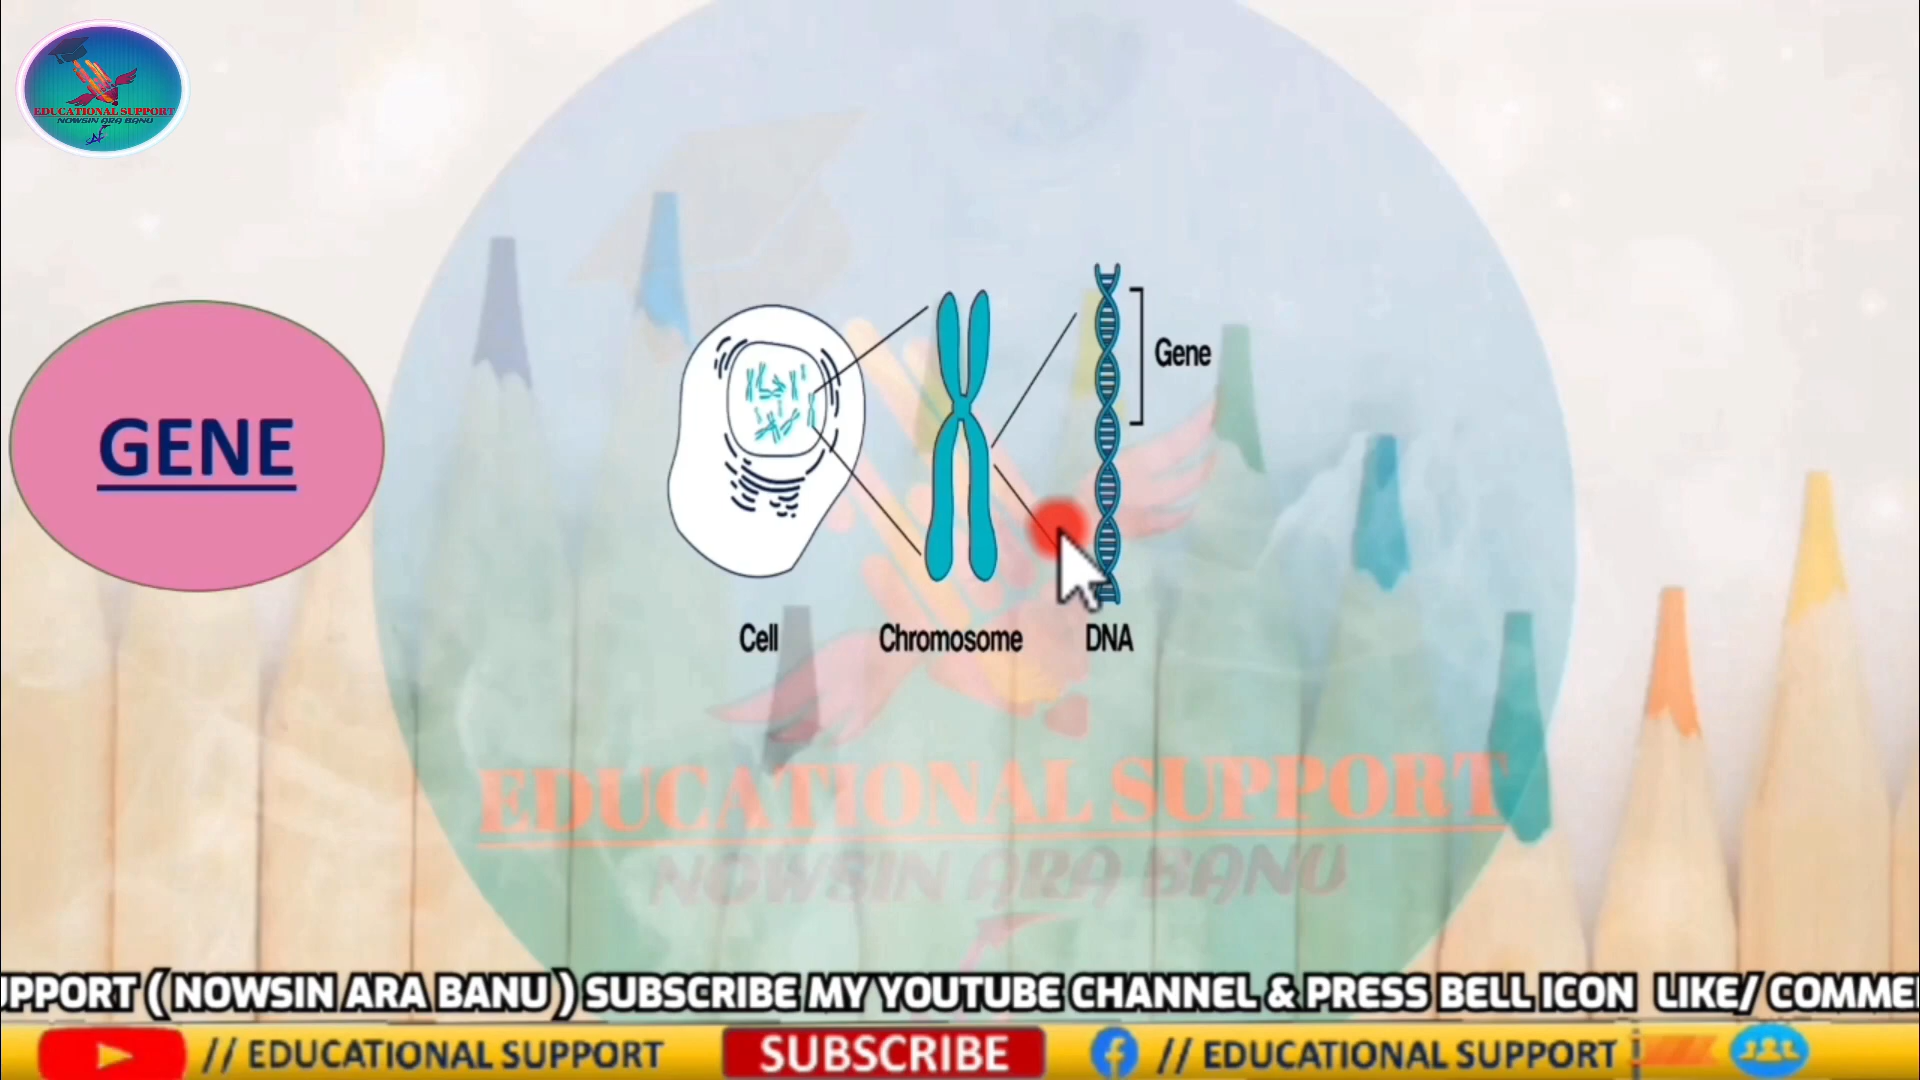 EDUCATIONAL SUPPORT
NOWSIN ARA BANU
GENE
Gene
Cell
Chromosome
DNA
EDUCATIONAL SUPPORT
NOWSIN ARA BANU
UPPORT ( NOWSIN ARA BANU ) SUBSCRIBE MY YOUTUBE CHANNEL & PRESS BELL ICON LIKE/ COMME
// EDUCATIONAL SUPPORT
SUBSCRIBE
// EDUCATIONAL SUPPORT